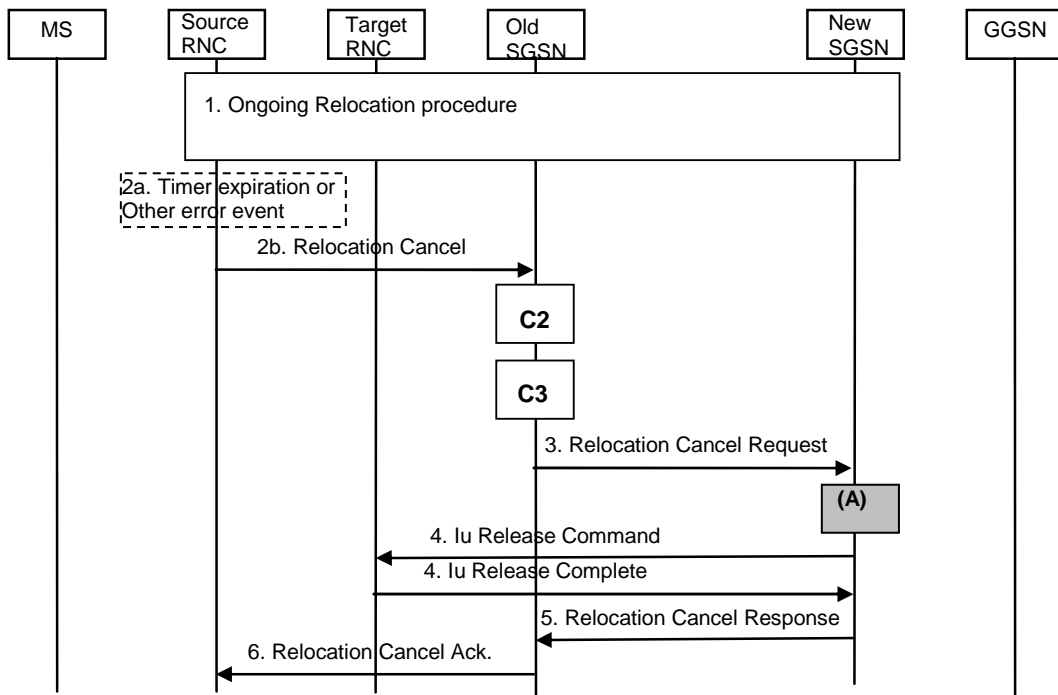 MS
Source
RNC
Target
RNC
Old
SGSN
New
SGSN
GGSN
1. Ongoing Relocation procedure
2a. Timer expiration or
Other error event
2b. Relocation Cancel
C2
C3
3. Relocation Cancel Request
(A)
4. Iu Release Command
4. Iu Release Complete
5. Relocation Cancel Response
6. Relocation Cancel Ack.